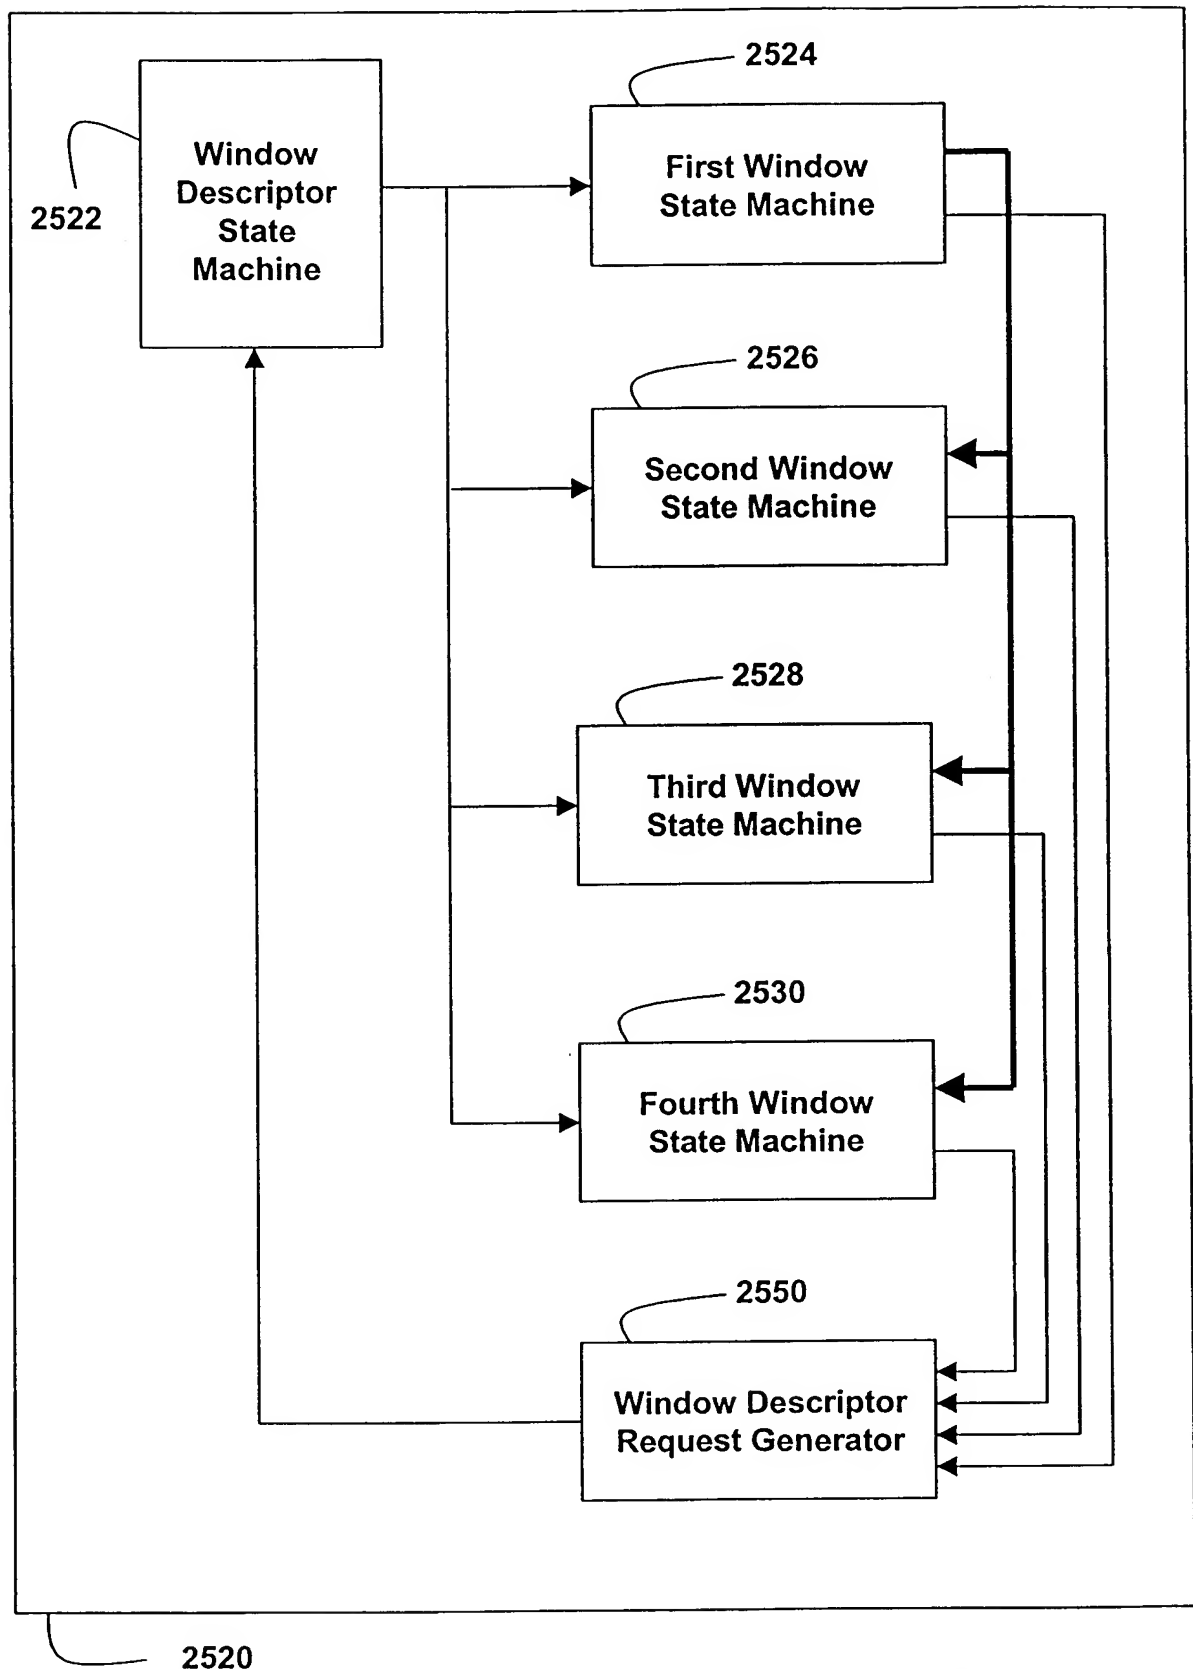 2524
Window
Descriptor
State
Machine
2522
First Window
State Machine
2526
Second Window
State Machine
2528
Third Window
State Machine
2530
Fourth Window
State Machine
2550
Window Descriptor
Request Generator
2520